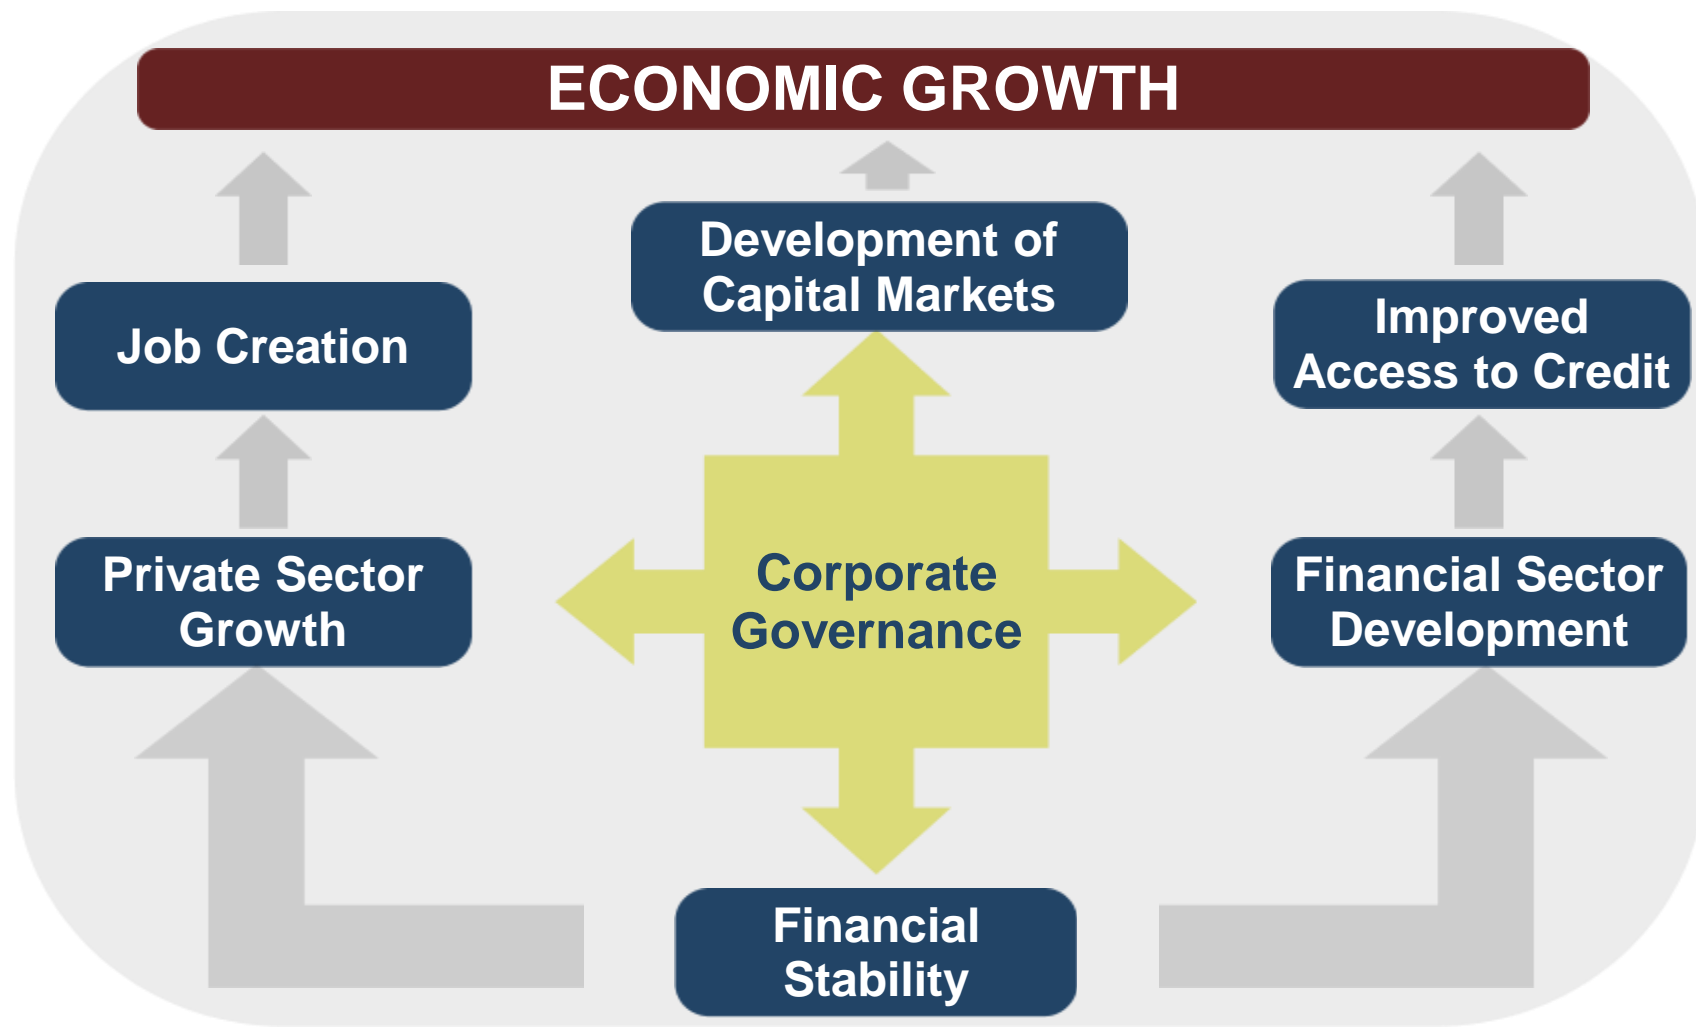 ECONOMIC GROWTH
Development of
Capital Markets
Job Creation
Improved
Access to Credit
Private Sector
Growth
Corporate
Governance
Financial Sector
Development
Financial
Stability